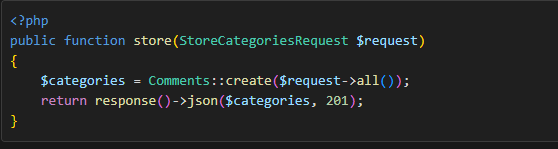 <?php
public function store(StoreCategoriesRequest $request)
{
    $categories = Comments::create($request->all());
    return response()->json($categories, 201);
}